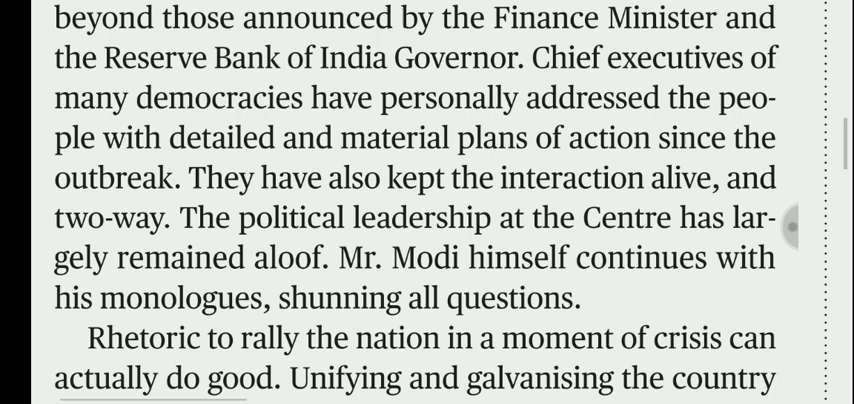 beyond those announced by the Finance Minister and
the Reserve Bank of India Governor. Chief executives of
many democracies have personally addressed the peo-
ple with detailed and material plans of action since the
outbreak. They have also kept the interaction alive, and
two-way. The political leadership at the Centre has lar-
gely remained aloof. Mr. Modi himself continues with
his monologues, shunning all questions.
Rhetoric to rally the nation in a moment of crisis can
actually do good. Unifying and galvanising the country